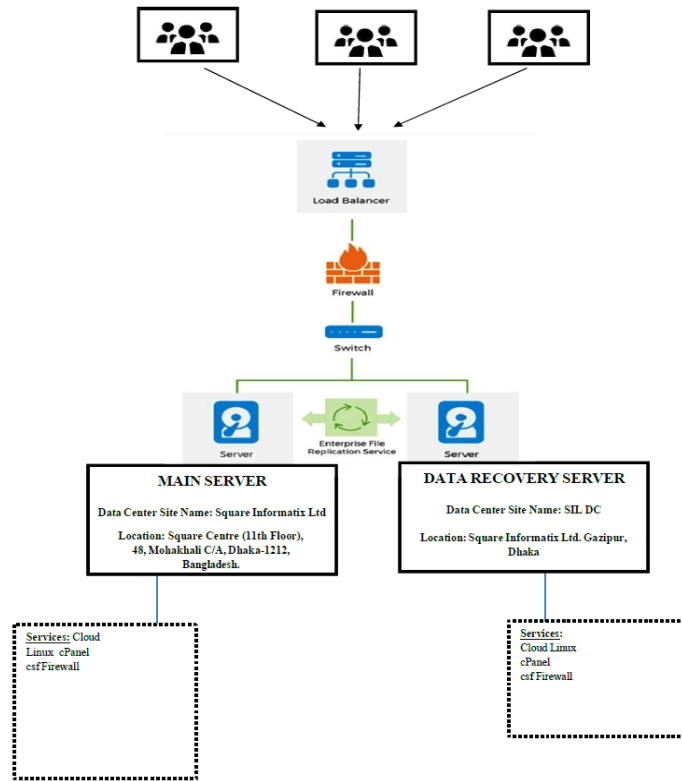 Load Balancer
Firewall
Switch
Server
Enterprise File
Replication Service
Server
MAIN SERVER
Data Center Site Name: Square Informatix Ltd
Location: Square Centre (11th Floor),
48, Mohakhali C/A, Dhaka-1212,
Bangladesh.
DATA RECOVERY SERVER
Data Center Site Name: SIL DC
Location: Square Informatix Ltd. Gazipur,
Dhaka
Services: Cloud
Linux cPanel
csf Firewall
Services:
Cloud Linux
cPanel
csf Firewall